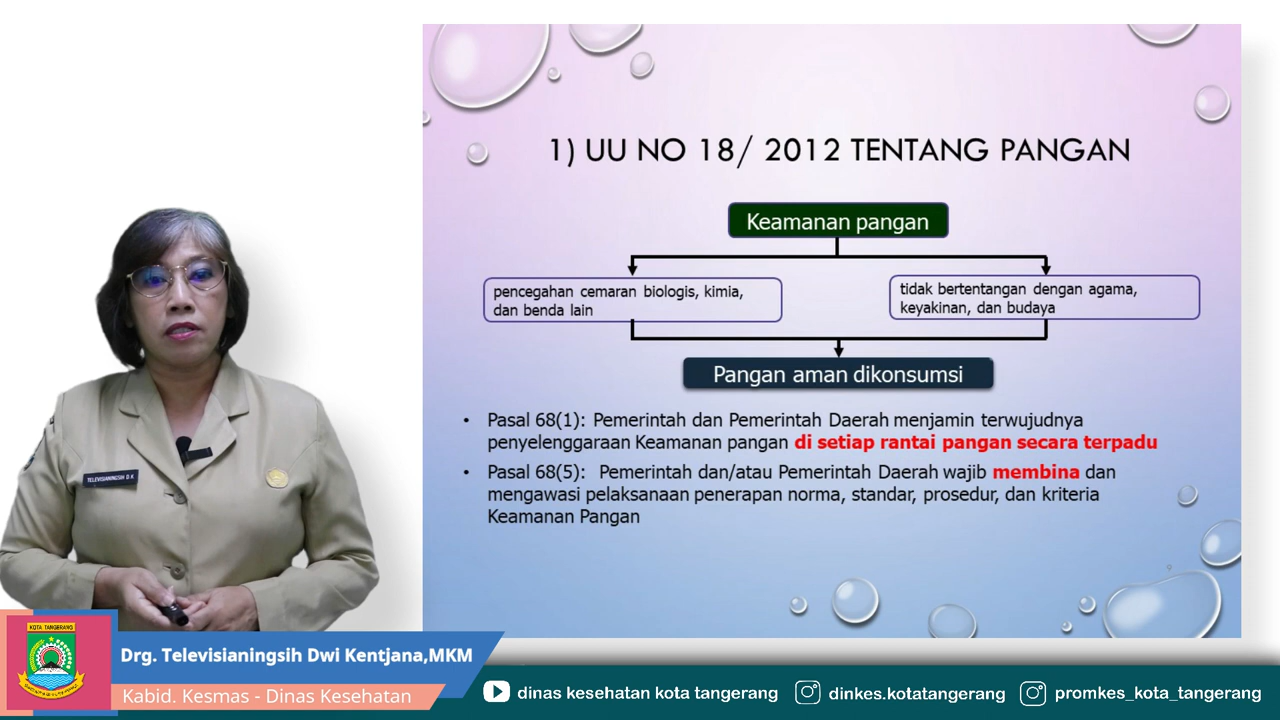 1) UU NO 18/ 2012 TENTANG PANGAN
Keamanan pangan
pencegahan cemaran biologis, kimia,
dan benda lain
tidak bertentangan dengan agama,
keyakinan, dan budaya
Pangan aman dikonsumsi
• Pasal 68(1): Pemerintah dan Pemerintah Daerah menjamin terwujudnya
penyelenggaraan Keamanan pangan di setiap rantai pangan secara terpadu
• Pasal 68(5): Pemerintah dan/atau Pemerintah Daerah wajib membina dan
mengawasi pelaksanaan penerapan norma, standar, prosedur, dan kriteria
Keamanan Pangan
TELEVISIANINGSIH D K
KOTA TANGERANG
Drg. Televisianingsih Dwi Kentjana,MKM
Kabid. Kesmas - Dinas Kesehatan
dinas kesehatan kota tangerang
dinkes.kotatangerang
promkes_kota_tangerang